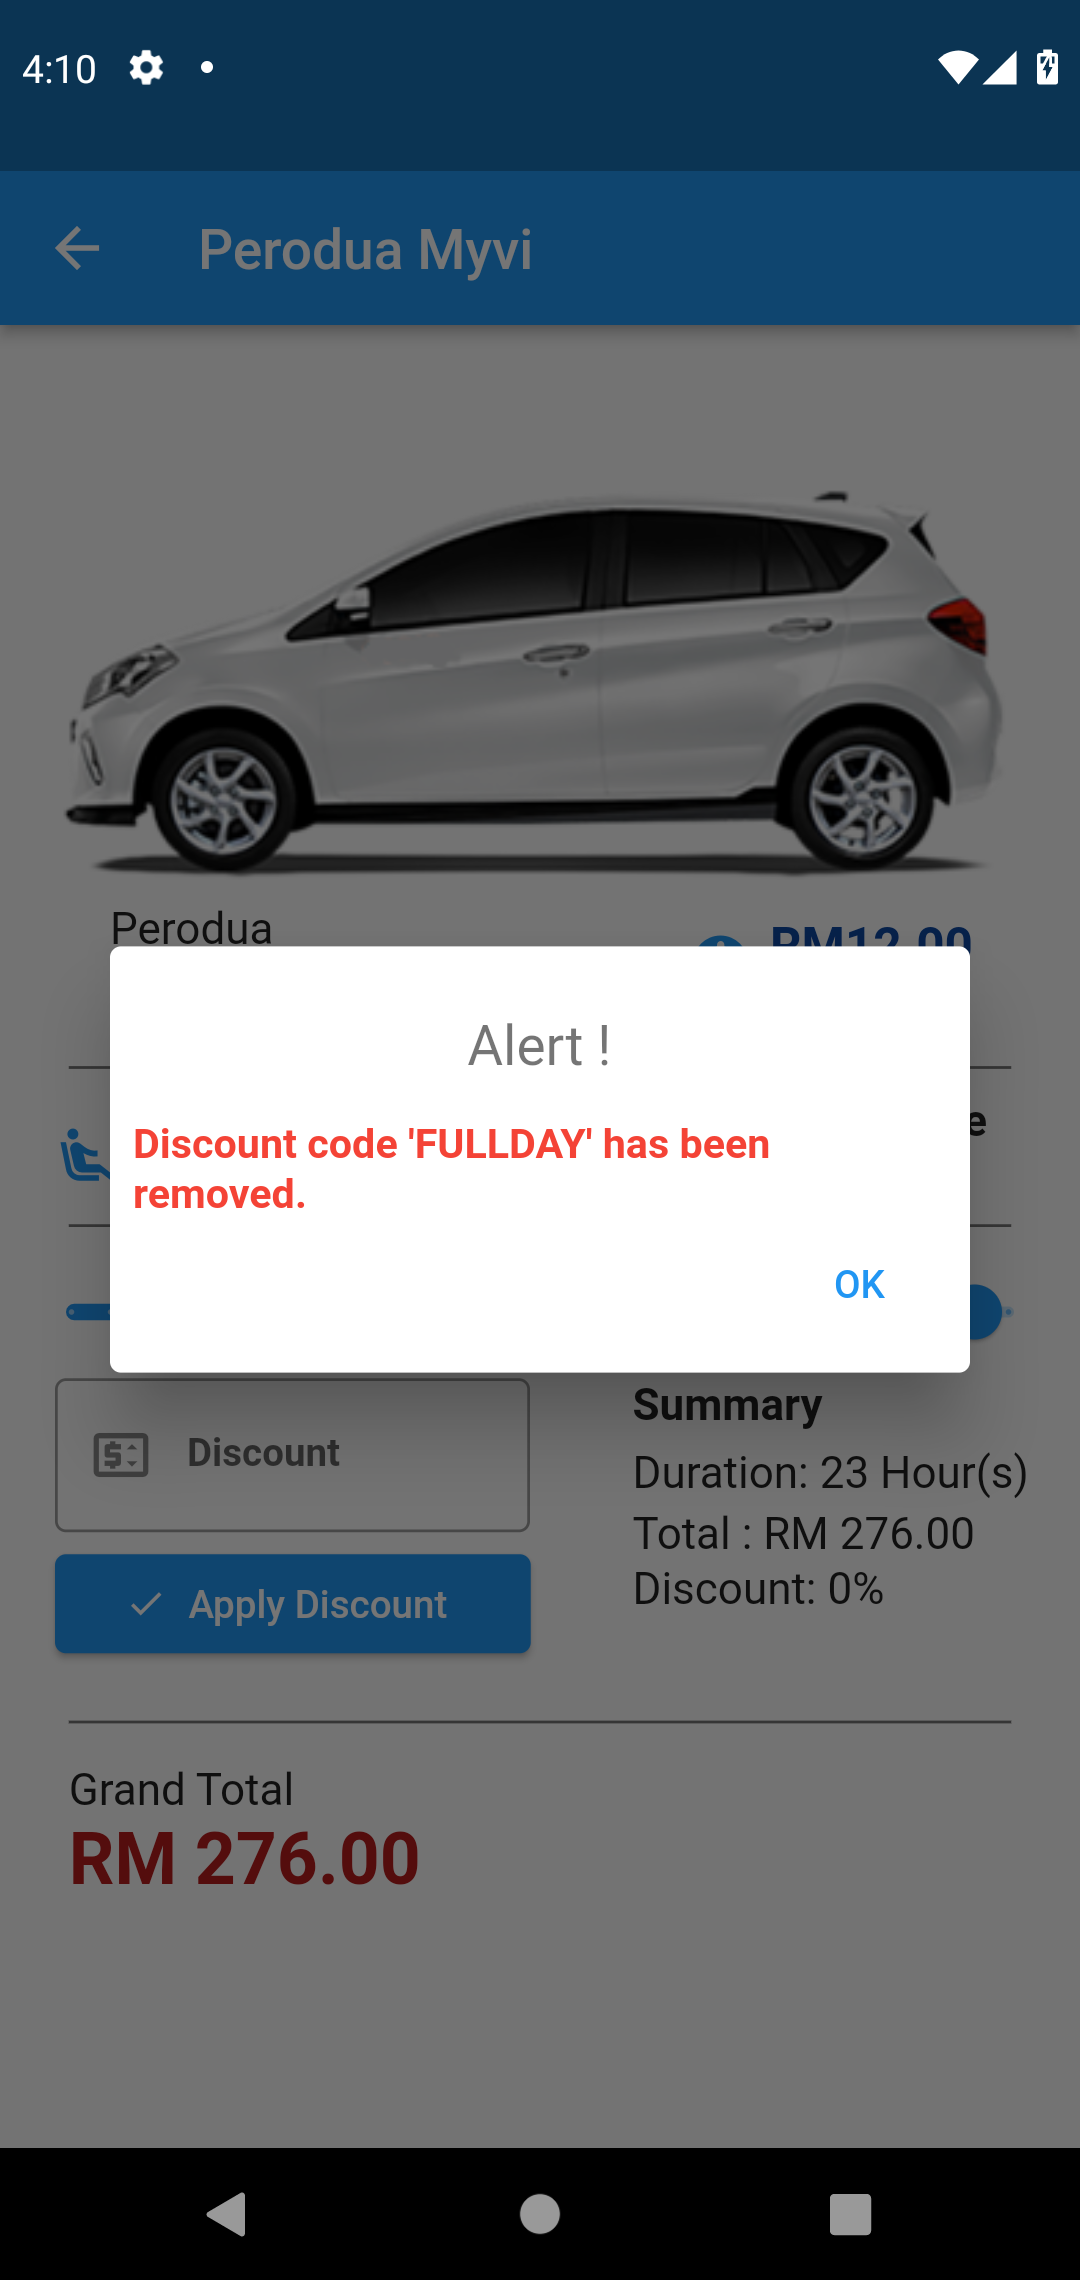 4:10
Perodua Myvi
Perodua
RM12.00
Alert !
Discount code 'FULLDAY' has been
removed.
OK
Discount
Apply Discount
Summary
Duration: 23 Hour(s)
Total : RM 276.00
Discount: 0%
Grand Total
RM 276.00